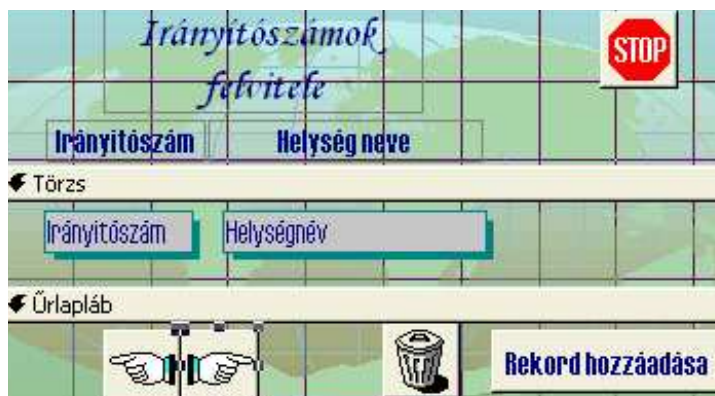 Irányítószámok
felvitele
STOP
Irányítószám Helység neve
Törzs
Irányítószám Helységnév
Űrlapláb
Rekord hozzáadása